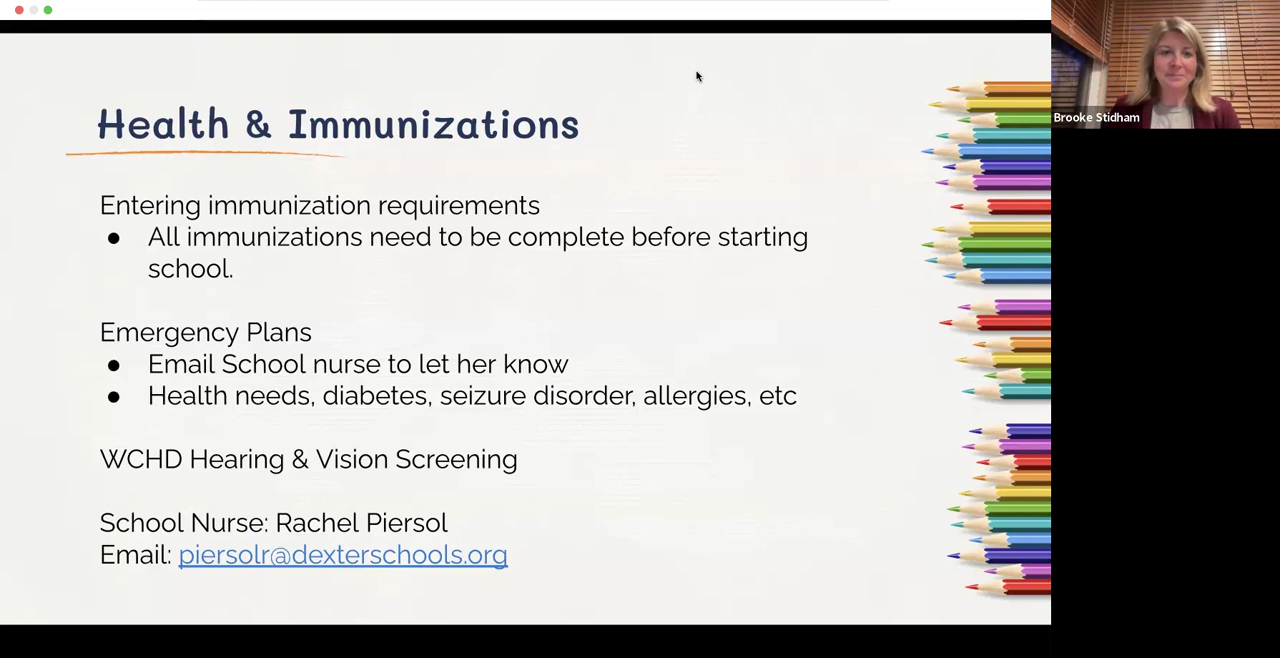 Health & Immunizations
Entering immunization requirements
● All immunizations need to be complete before starting
school.
Emergency Plans
● Email School nurse to let her know
● Health needs, diabetes, seizure disorder, allergies, etc
WCHD Hearing & Vision Screening
School Nurse: Rachel Piersol
Email: piersolr@dexterschools.org
Brooke Stidham